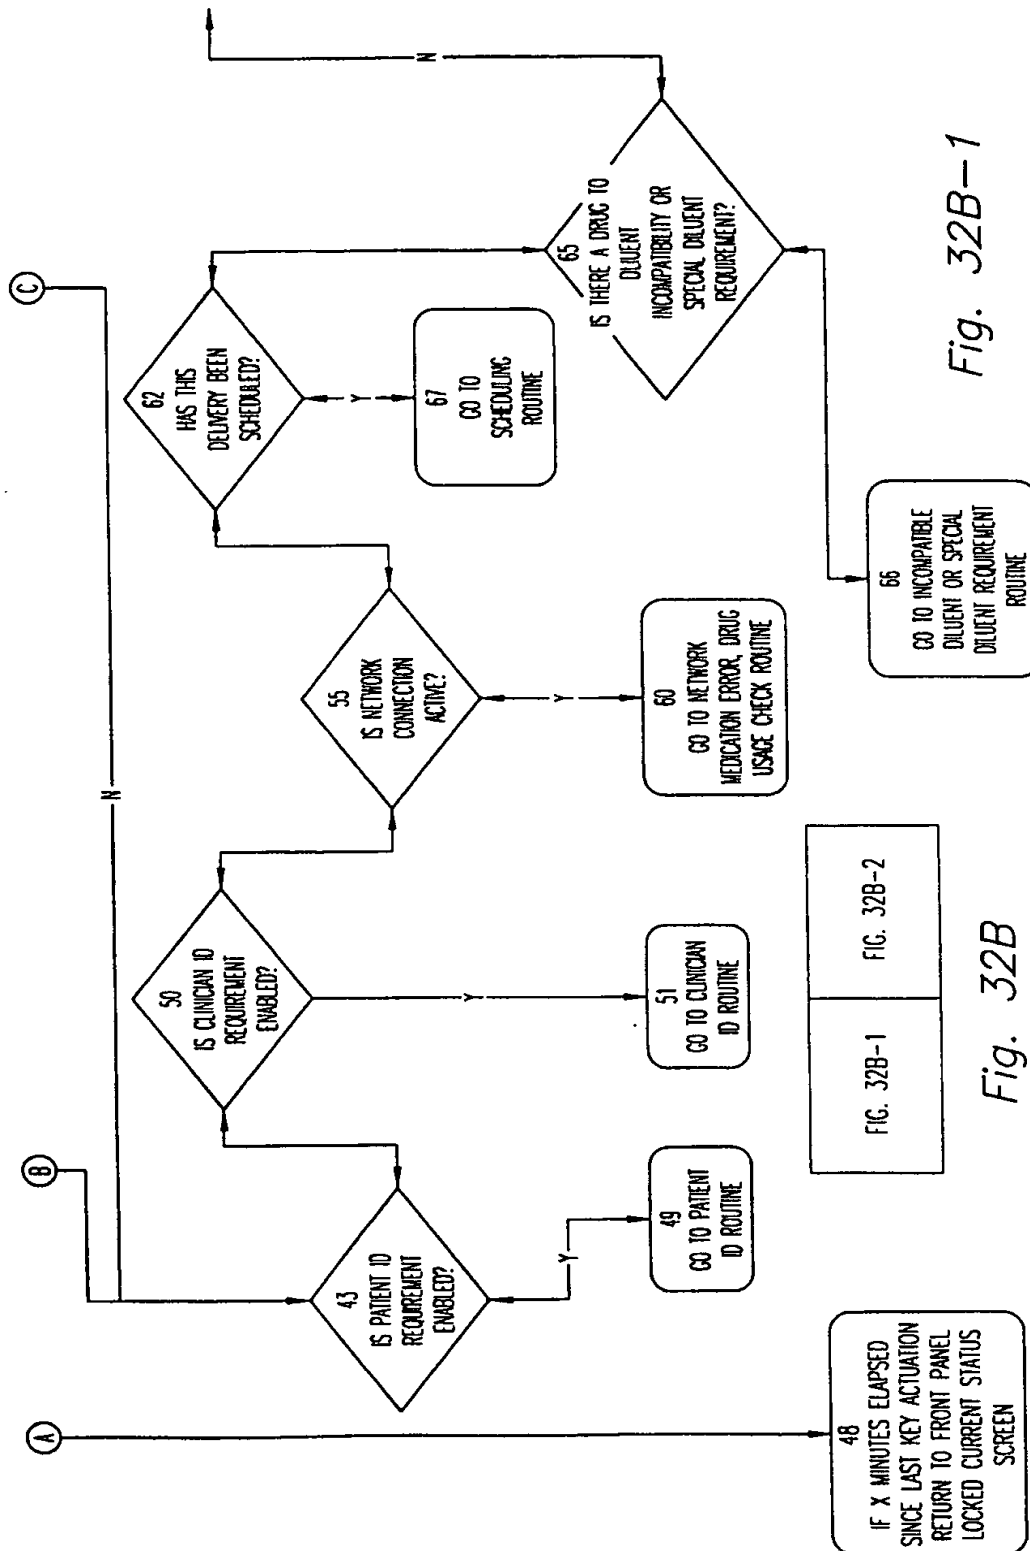 A
48
IF X MINUTES ELAPSED
SINCE LAST KEY ACTUATION
RETURN TO FRONT PANEL
LOCKED CURRENT STATUS
SCREEN
B
43
IS PATIENT ID
REQUIREMENT
ENABLED?
Y
49
GO TO PATIENT
ID ROUTINE
N
C
50
IS CLINICIAN ID
REQUIREMENT
ENABLED?
Y
51
GO TO CLINICIAN
ID ROUTINE
55
IS NETWORK
CONNECTION
ACTIVE?
Y
60
GO TO NETWORK
MEDICATION ERROR, DRUG
USAGE CHECK ROUTINE
62
HAS THIS
DELIVERY BEEN
SCHEDULED?
Y
67
GO TO
SCHEDULING
ROUTINE
65
IS THERE A DRUG TO
DILUENT
INCOMPATIBILITY OR
SPECIAL DILUENT
REQUIREMENT?
N
66
GO TO INCOMPATIBLE
DILUENT OR SPECIAL
DILUENT REQUIREMENT
ROUTINE
FIG. 32B-1
FIG. 32B-2
Fig. 32B
Fig. 32B-1